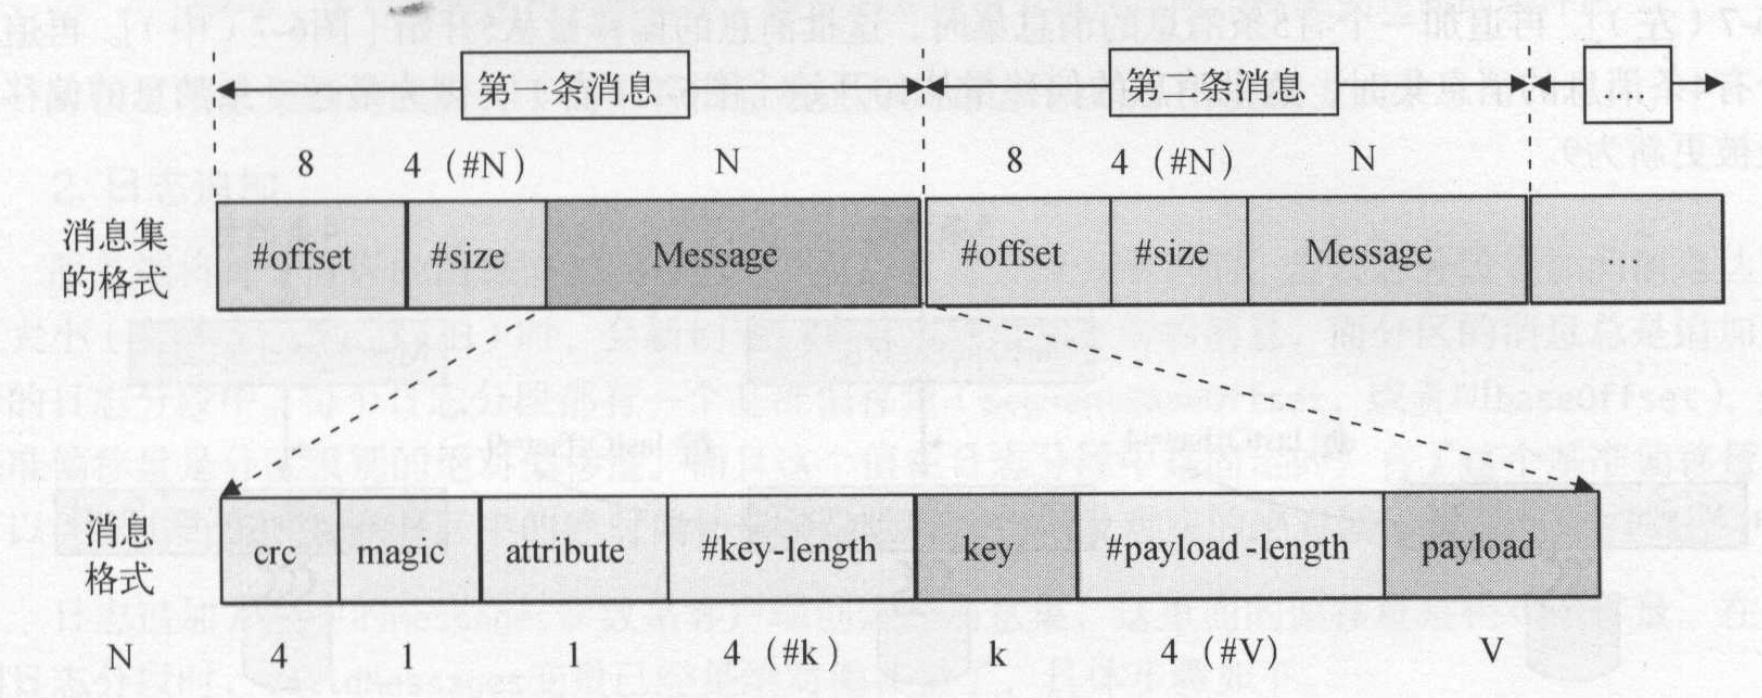 第一条消息 第二条消息 ....
8 4（#N） N 8 4（#N） N
消息集
的格式
#offset #size Message #offset #size Message ...
消息
格式
crc magic attribute #key-length key #payload-length payload
N 4 1 1 4（#k） k 4（#V） V